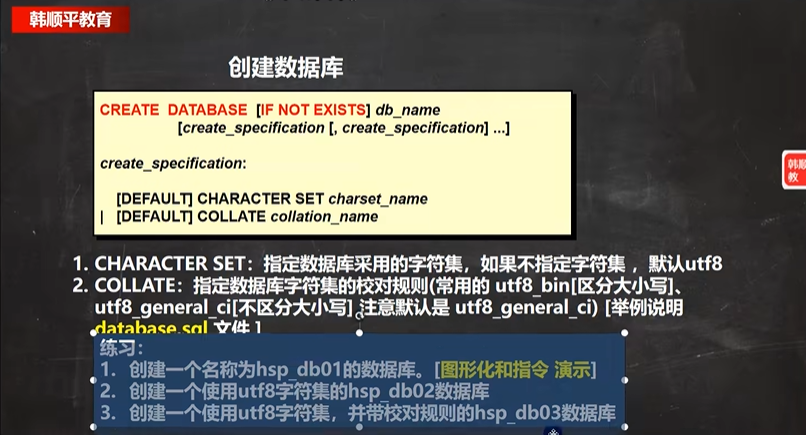 韩顺平教育
创建数据库
CREATE DATABASE [IF NOT EXISTS] db_name
[create_specification [, create_specification] ...]
create_specification:
[DEFAULT] CHARACTER SET charset_name
| [DEFAULT] COLLATE collation_name
韩顺
教
1. CHARACTER SET：指定数据库采用的字符集，如果不指定字符集，默认utf8
2. COLLATE：指定数据库字符集的校对规则(常用的 utf8_bin[区分大小写]、
utf8_general_ci[不区分大小写] 注意默认是 utf8_general_ci) [举例说明
database.sql 文件 ]
练习：
1. 创建一个名称为hsp_db01的数据库。[图形化和指令 演示]
2. 创建一个使用utf8字符集的hsp_db02数据库
3. 创建一个使用utf8字符集，并带校对规则的hsp_db03数据库